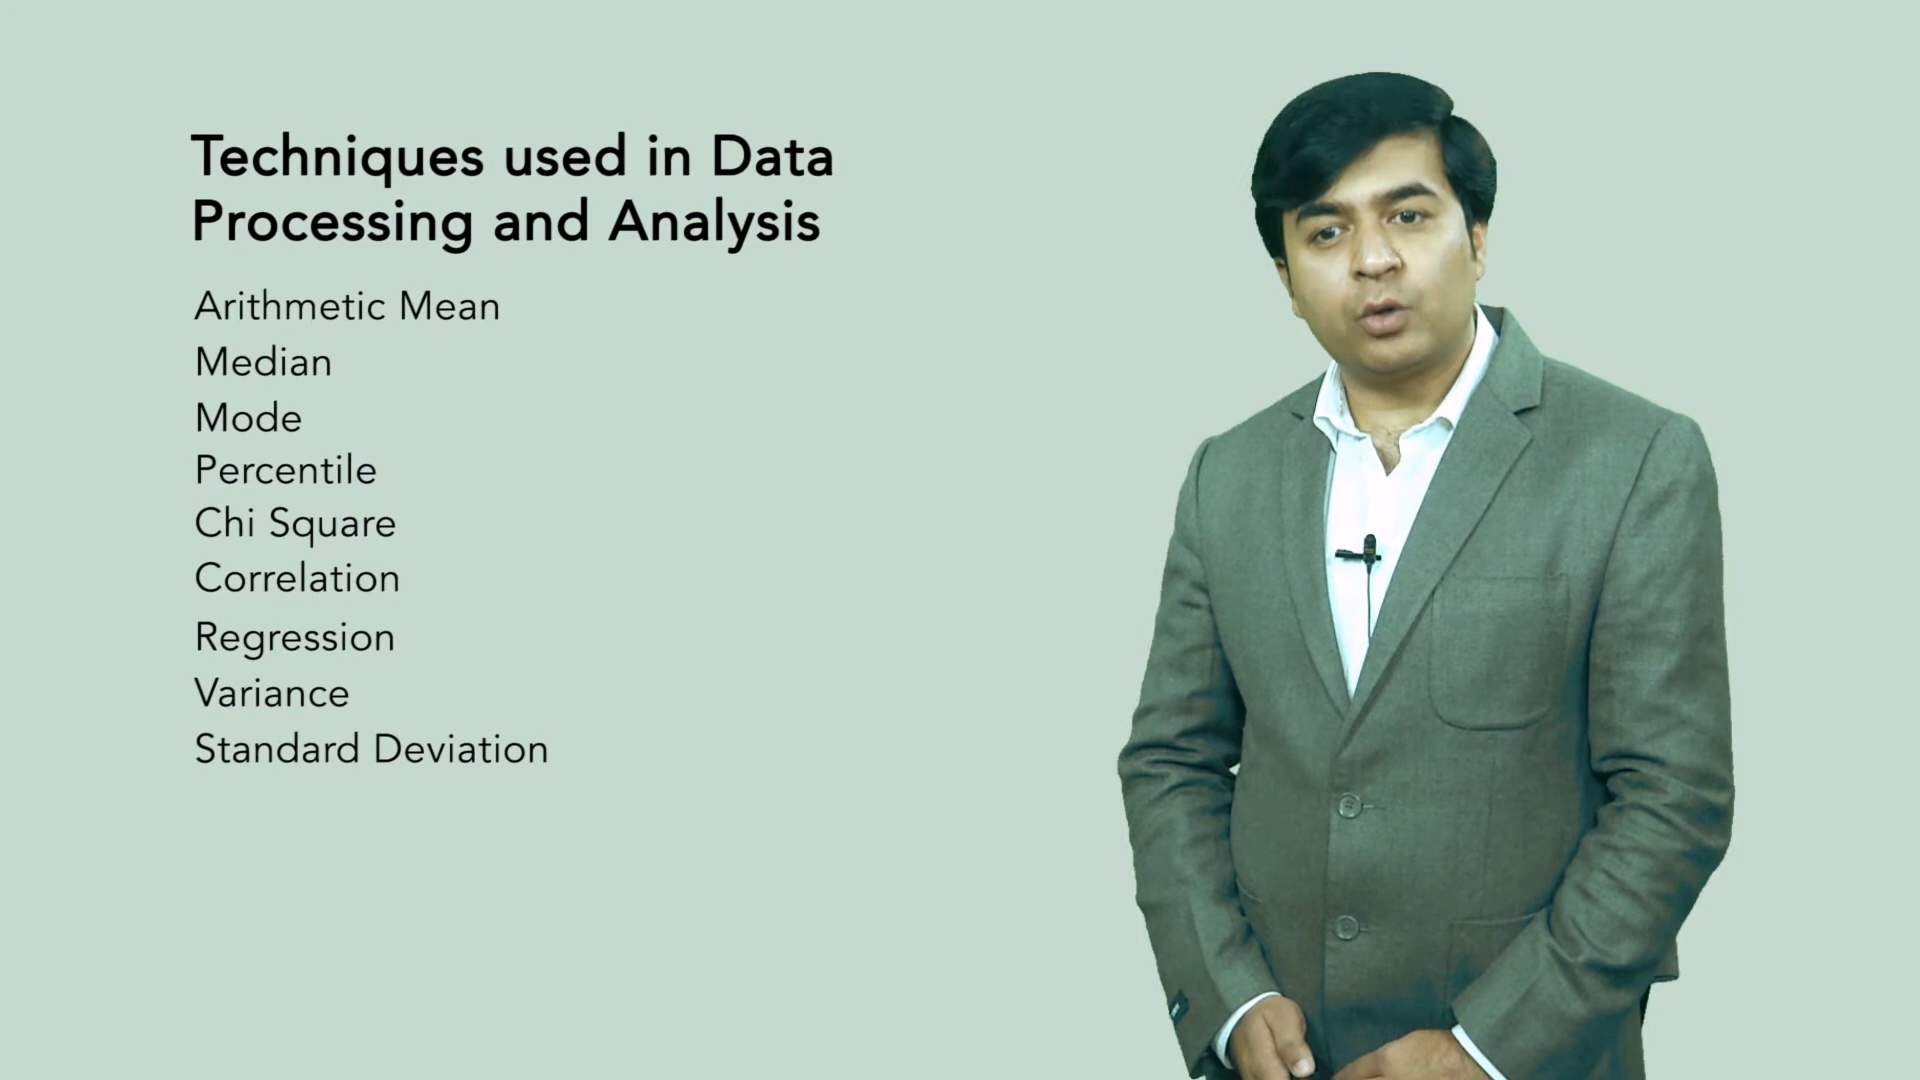 Techniques used in Data
Processing and Analysis
Arithmetic Mean
Median
Mode
Percentile
Chi Square
Correlation
Regression
Variance
Standard Deviation